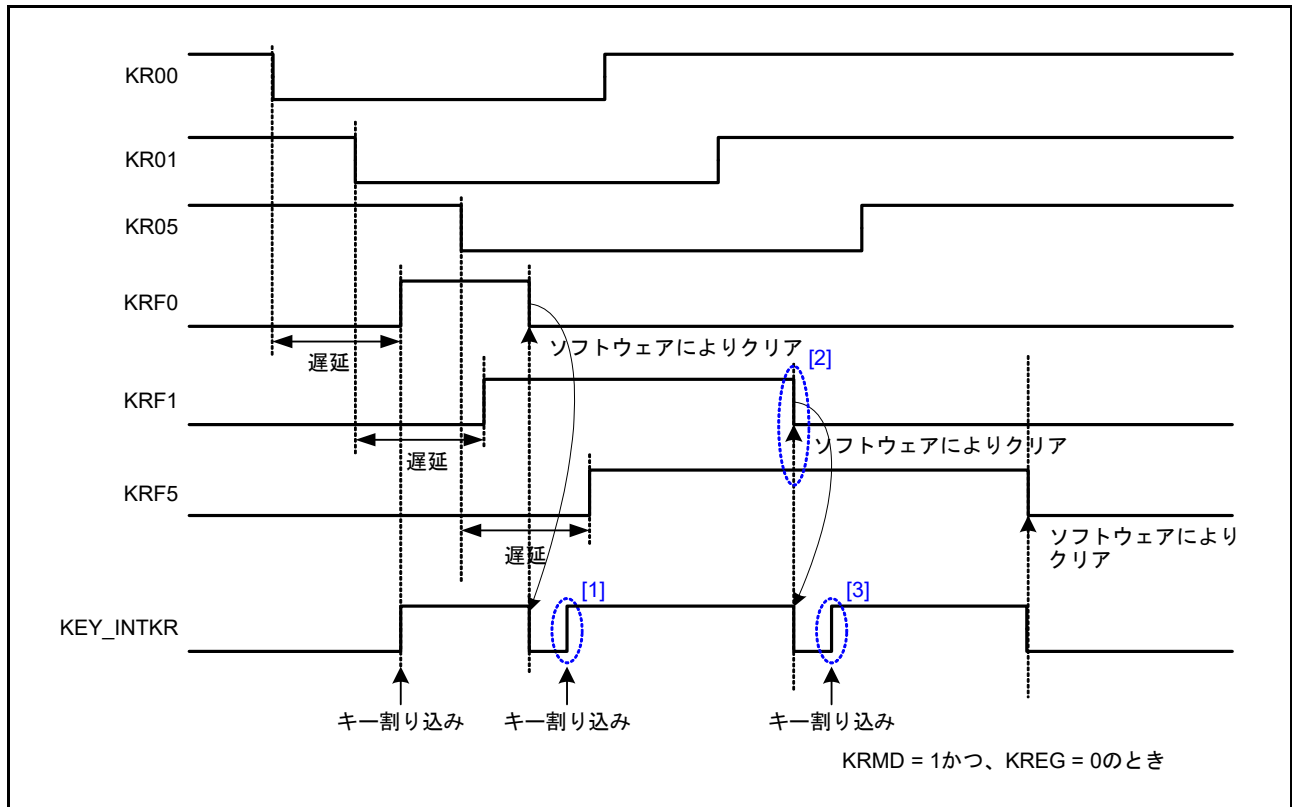 KR00
KR01
KR05
KRF0
ソフトウェアによりクリア
遅延
[2]
KRF1
ソフトウェアによりクリア
遅延
KRF5
ソフトウェアにより
クリア
遅延
[1]
[3]
KEY_INTKR
キー割り込み
キー割り込み
キー割り込み
KRMD = 1かつ、KREG = 0のとき